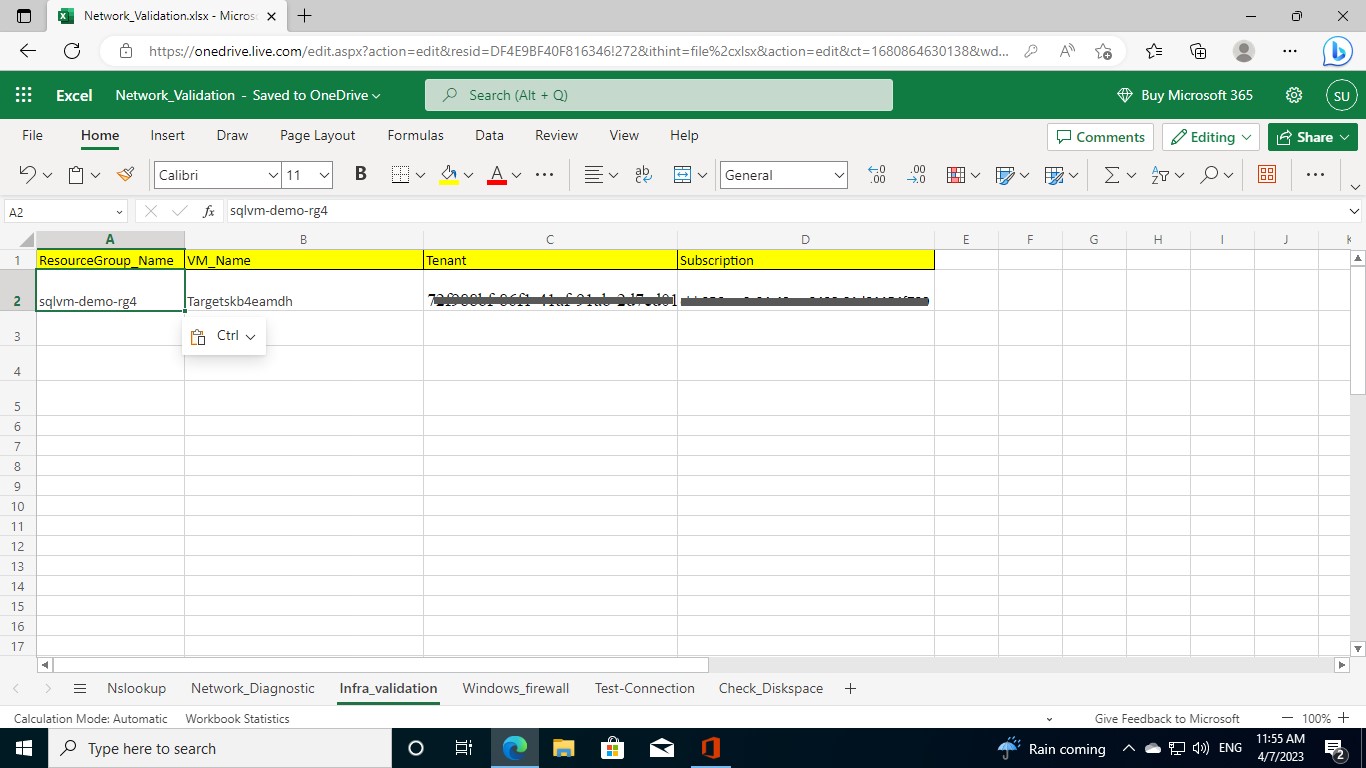 Network_Validation.xlsx - Micros
https://onedrive.live.com/edit.aspx?action=edit&resid=DF4E9BF40F816346!272&ithint=file%2cxlsx&action=edit&ct=1680864630138&wd...
Excel Network_Validation - Saved to OneDrive Search (Alt + Q) Buy Microsoft 365 SU
File Home Insert Draw Page Layout Formulas Data Review View Help Comments Editing Share
Calibri 11 B A ab General .00 .00
A2 fx sqlvm-demo-rg4
A B C D E F G H I J K
1 ResourceGroup_Name VM_Name Tenant Subscription
2 sqlvm-demo-rg4 Targetskb4eamdh
3 Ctrl
4
5
6
7
8
9
10
11
12
13
14
15
16
17
Nslookup Network_Diagnostic Infra_validation Windows_firewall Test-Connection Check_Diskspace
Calculation Mode: Automatic Workbook Statistics Give Feedback to Microsoft 100%
Type here to search Rain coming ENG 11:55 AM
4/7/2023 2